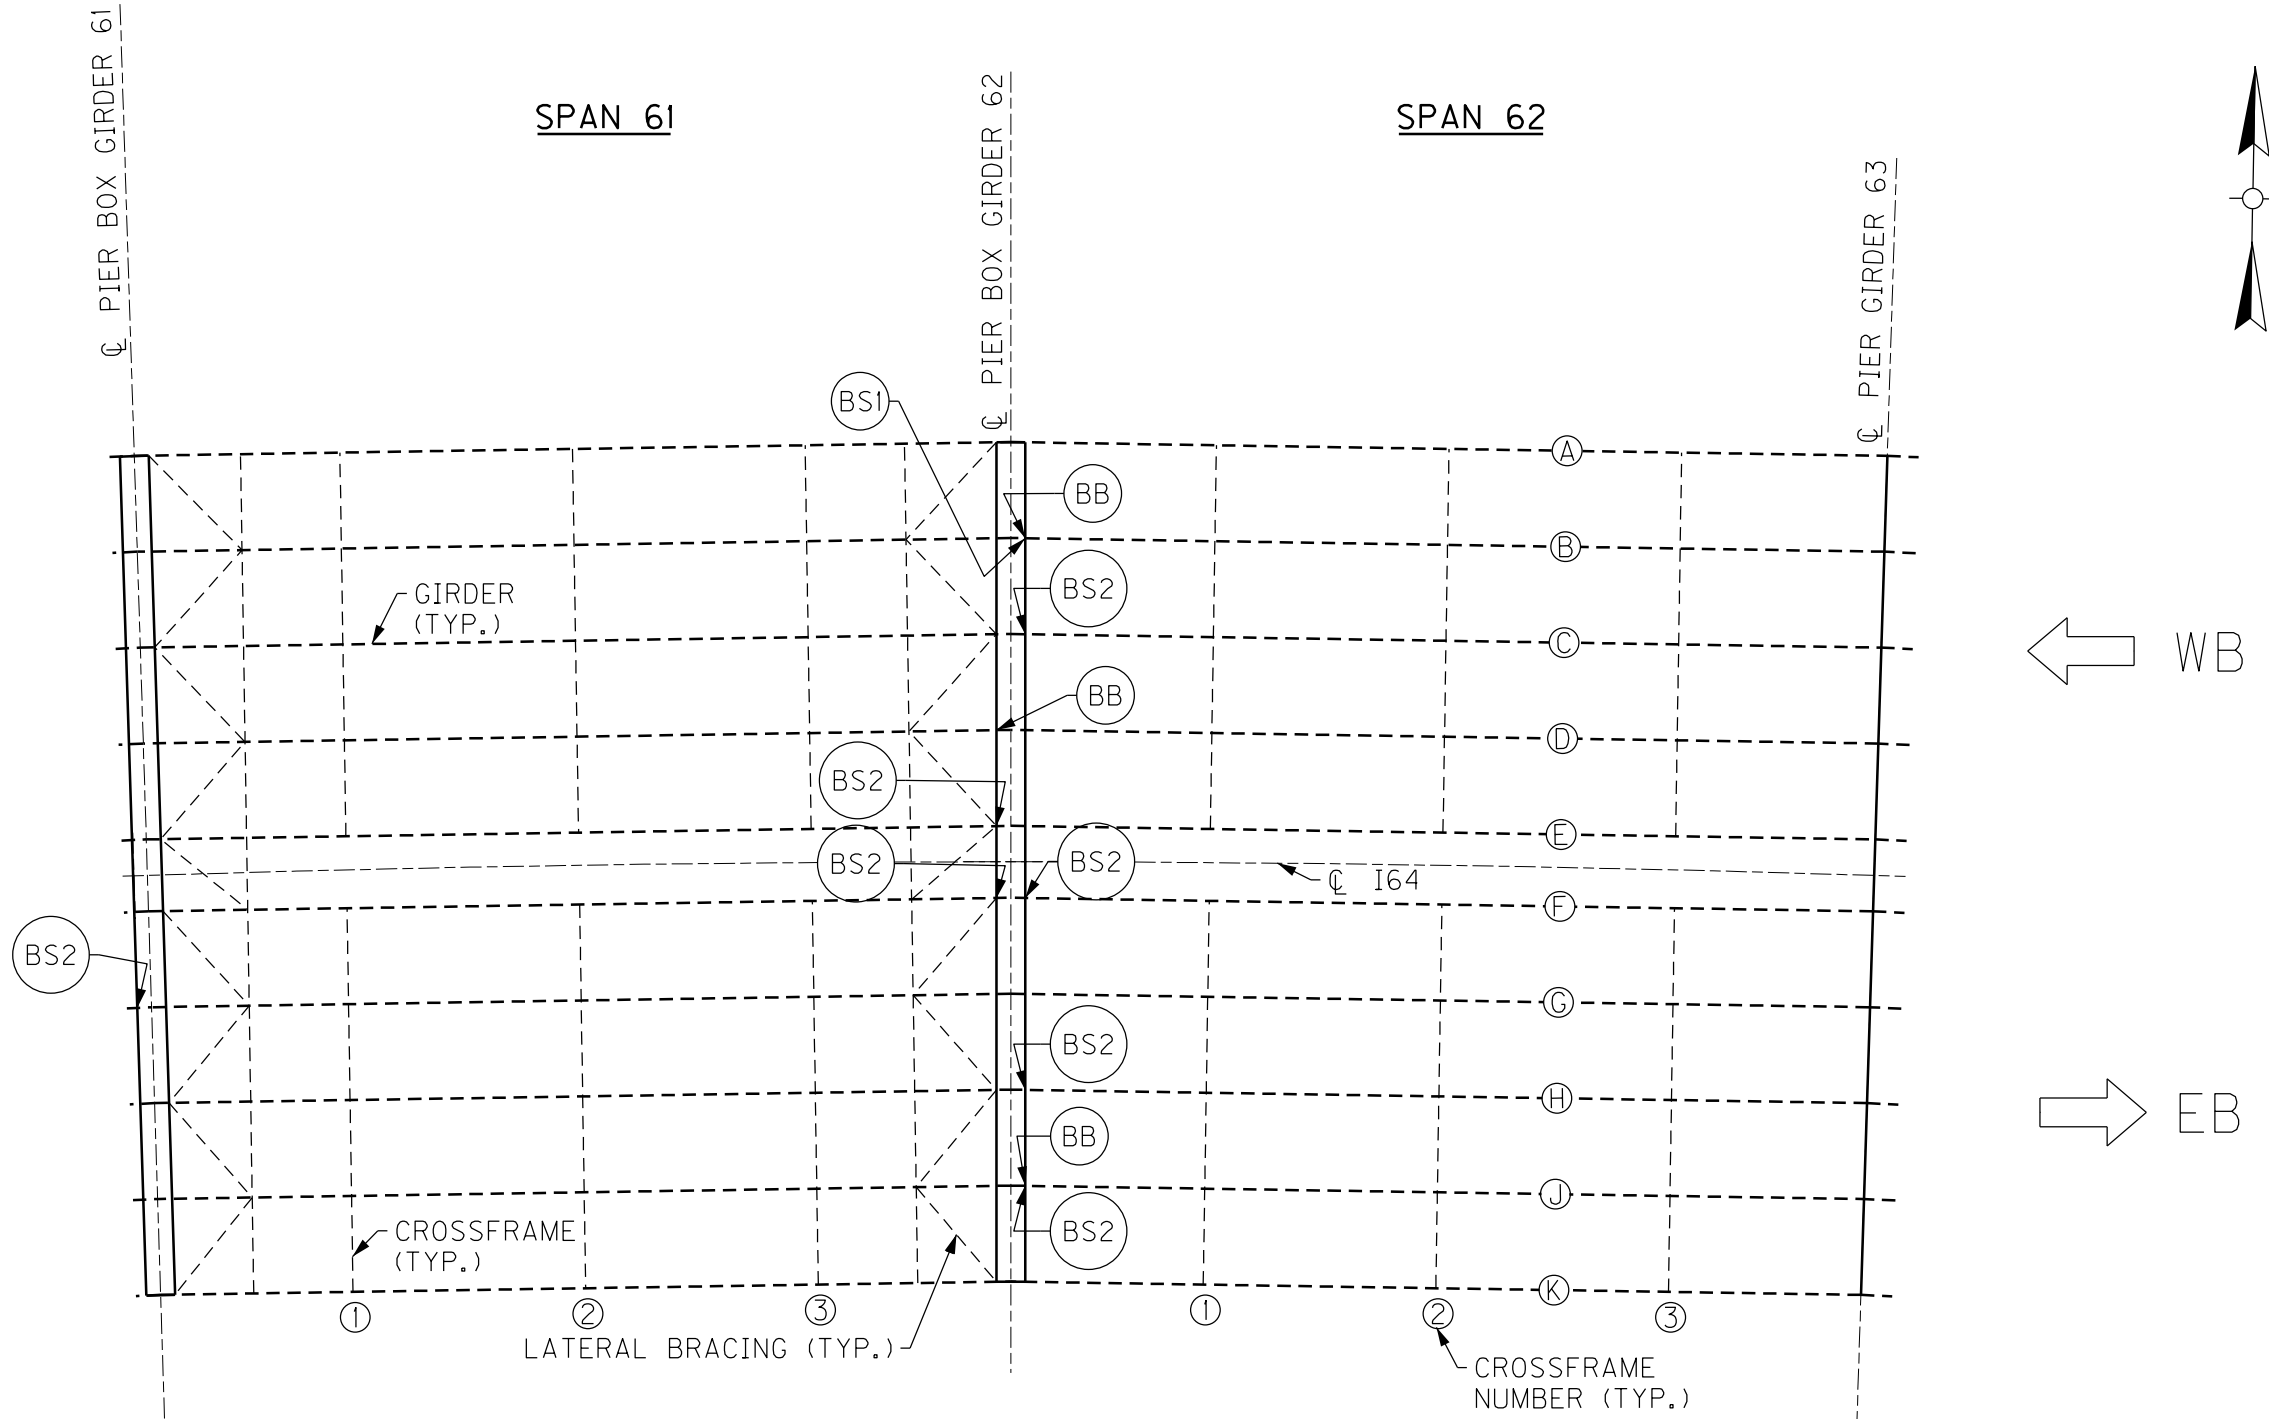 ℄ PIER BOX GIRDER 61
SPAN 61
℄ PIER BOX GIRDER 62
SPAN 62
℄ PIER GIRDER 63
BS1
A
BB
B
BS2
GIRDER
(TYP.)
C
WB
BB
D
BS2
E
BS2
BS2
℄ I64
F
BS2
G
BS2
H
EB
BB
J
BS2
CROSSFRAME
(TYP.)
K
1
2
3
1
2
3
LATERAL BRACING (TYP.)
CROSSFRAME
NUMBER (TYP.)